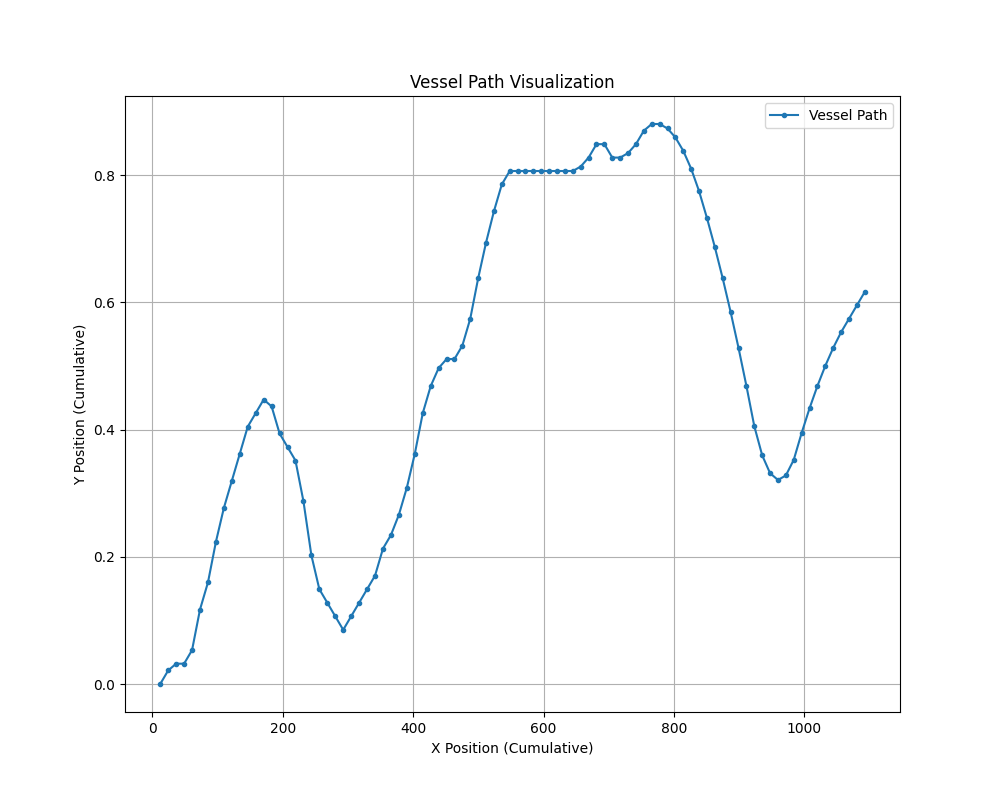 Vessel Path Visualization
Vessel Path
Y Position (Cumulative)
0.8
0.6
0.4
0.2
0.0
0 200 400 600 800 1000
X Position (Cumulative)